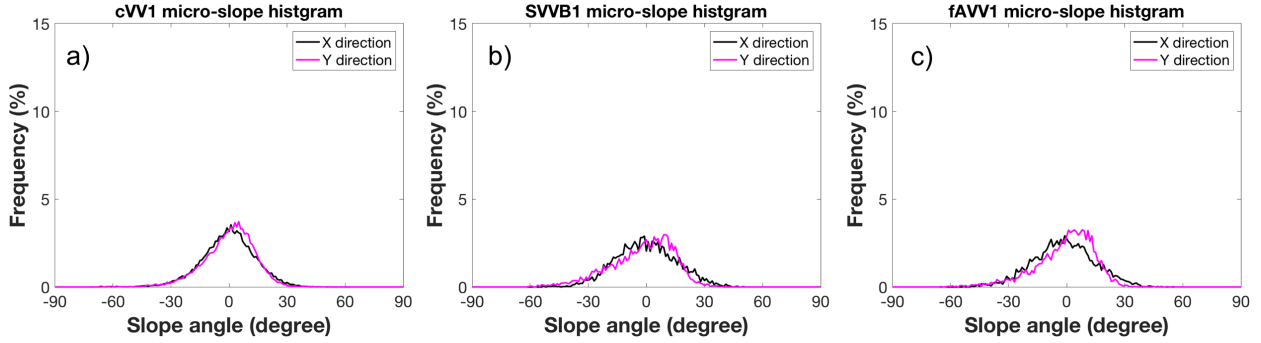 cVV1 micro-slope histgram
a)
X direction
Y direction
Frequency (%)
15
10
5
0
-90 -60 -30 0 30 60 90
Slope angle (degree)
SVVB1 micro-slope histgram
b)
X direction
Y direction
Frequency (%)
15
10
5
0
-90 -60 -30 0 30 60 90
Slope angle (degree)
fAVV1 micro-slope histgram
c)
X direction
Y direction
Frequency (%)
15
10
5
0
-90 -60 -30 0 30 60 90
Slope angle (degree)